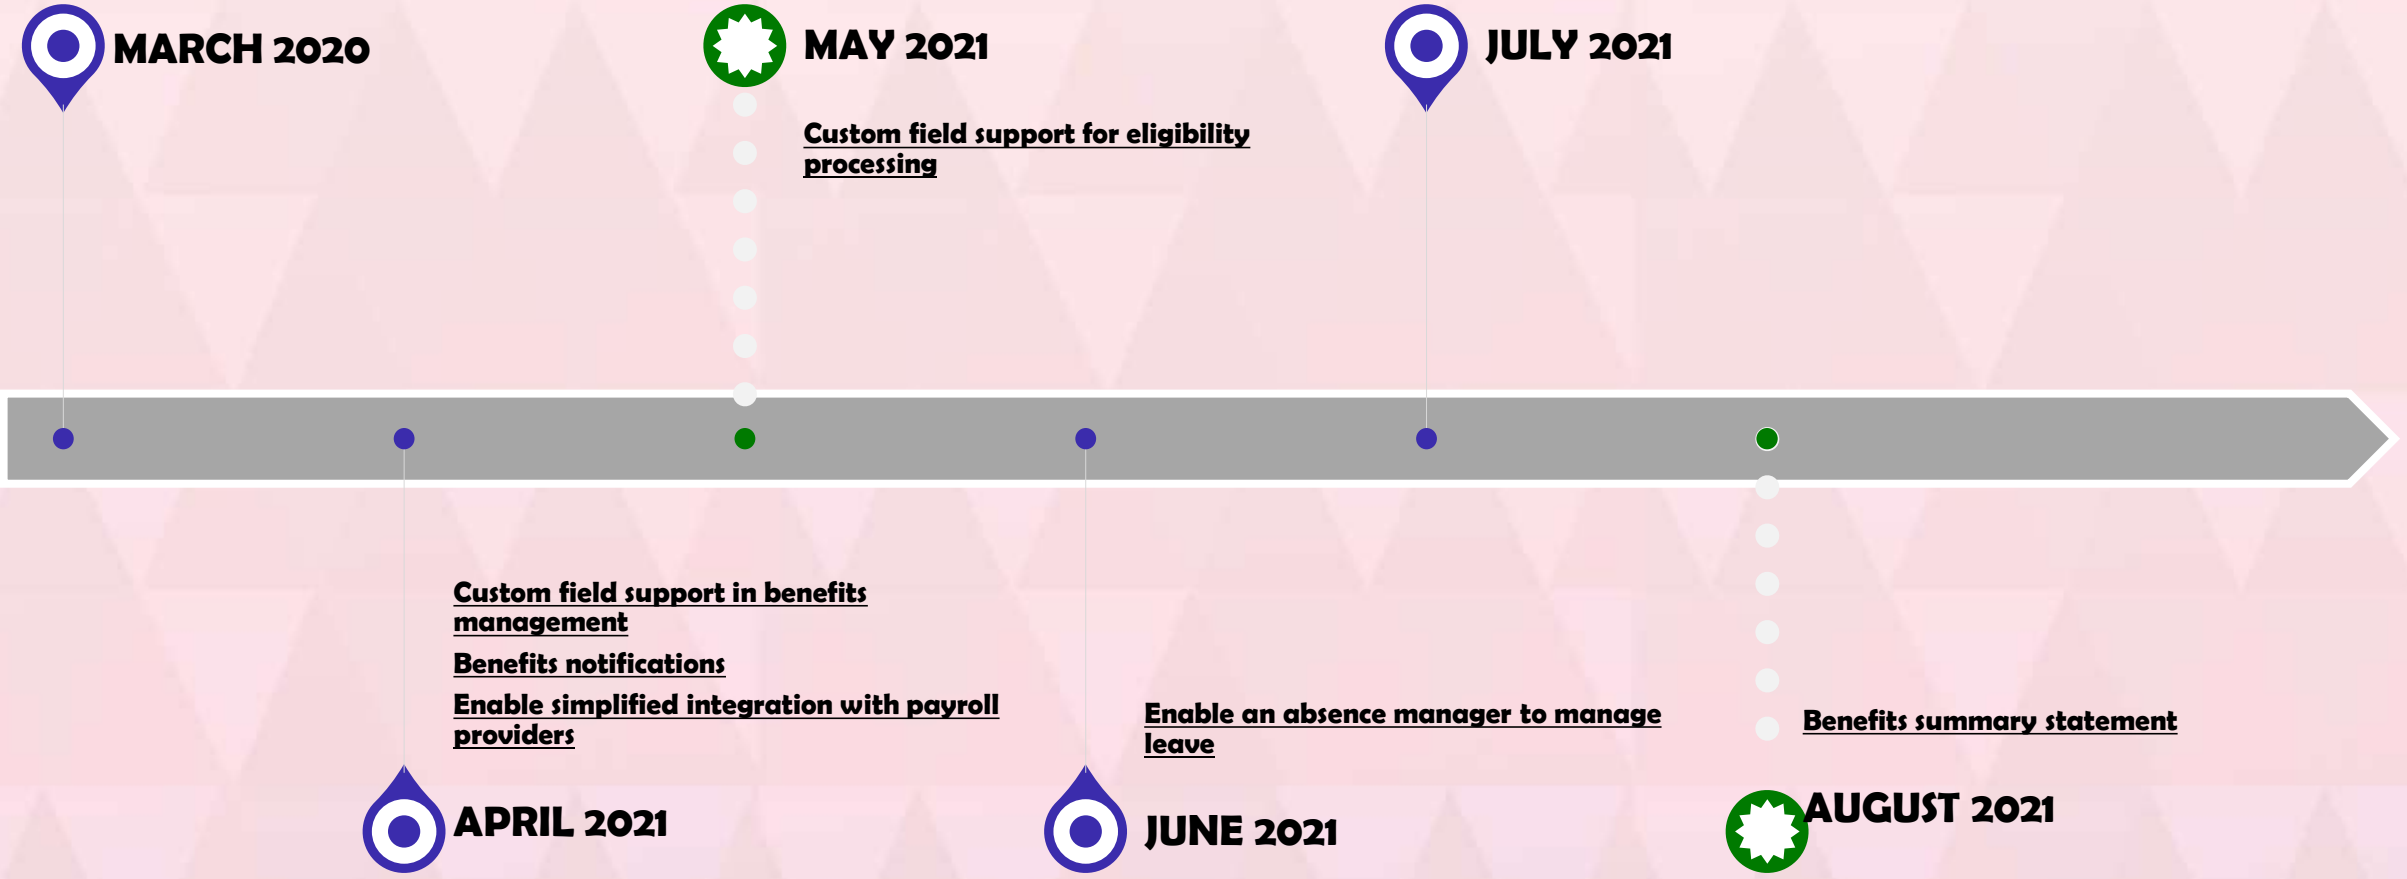 MARCH 2020
MAY 2021
JULY 2021
Custom field support for eligibility
processing
Custom field support in benefits
management
Benefits notifications
Enable simplified integration with payroll
providers
Enable an absence manager to manage
leave
Benefits summary statement
APRIL 2021
JUNE 2021
AUGUST 2021